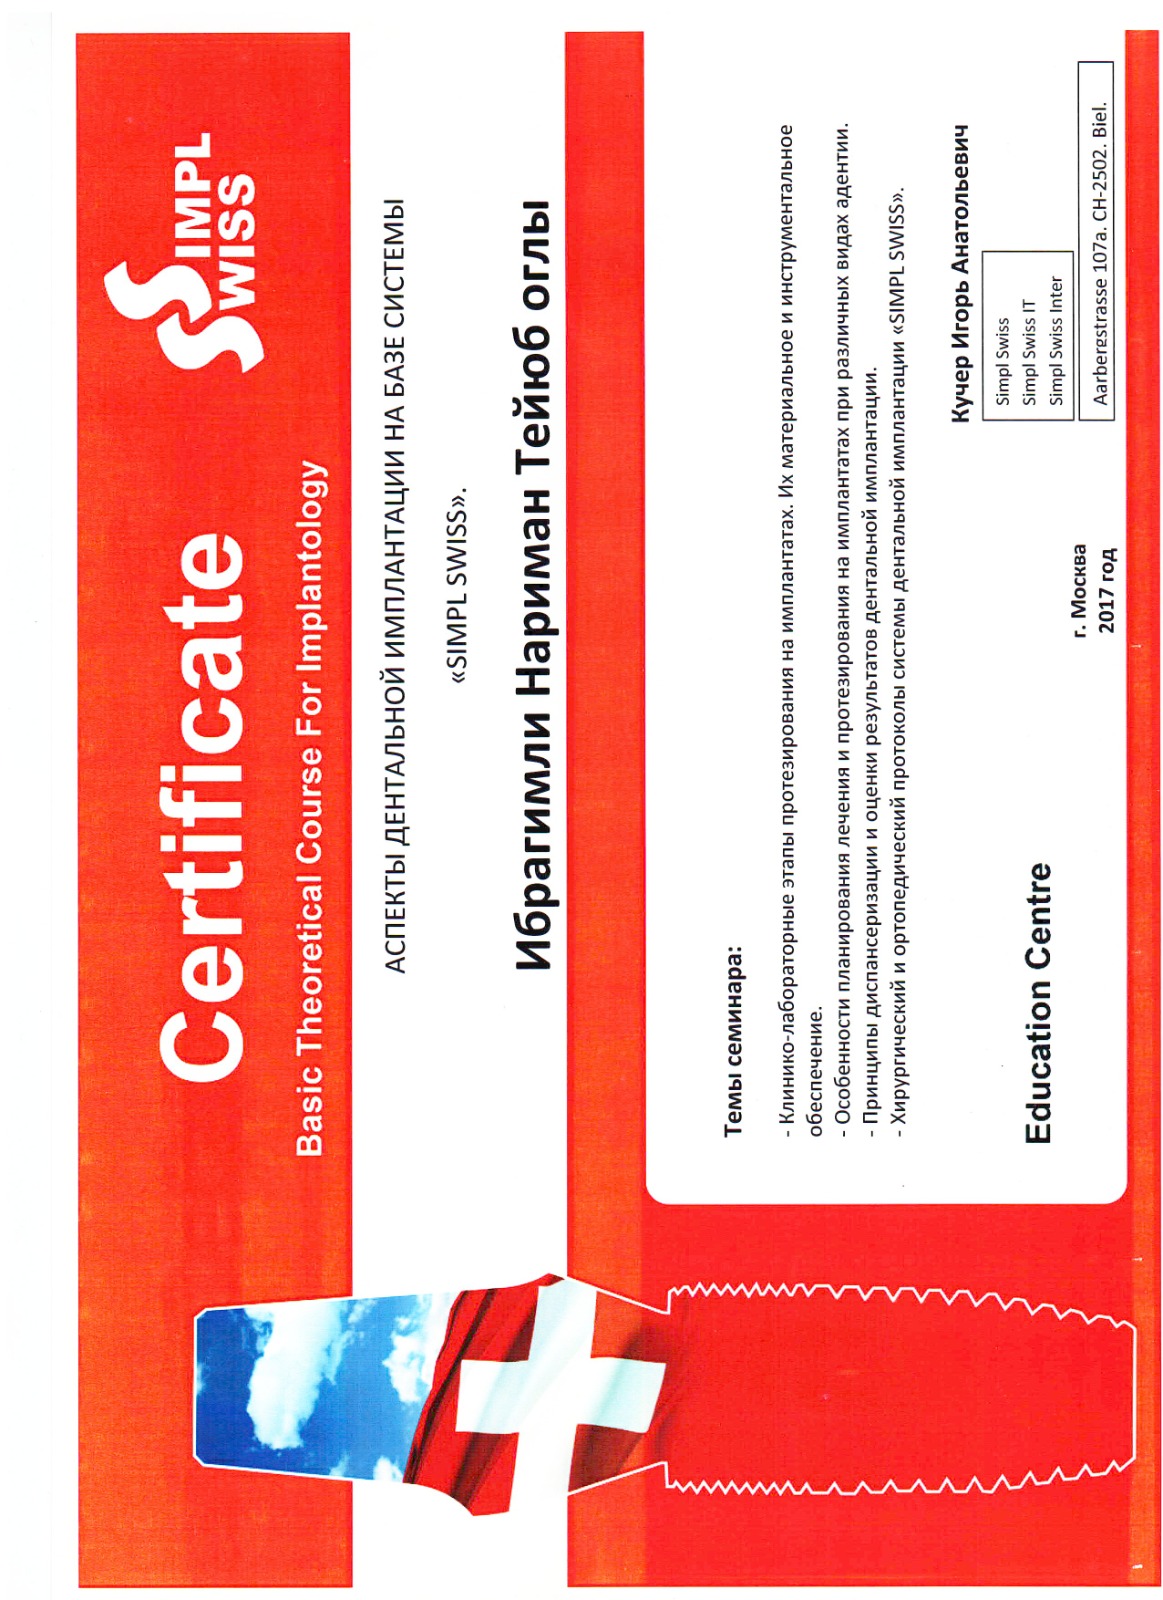 Certificate
SIMPL
SWISS
Basic Theoretical Course For Implantology
АСПЕКТЫ ДЕНТАЛЬНОЙ ИМПЛАНТАЦИИ НА БАЗЕ СИСТЕМЫ
«SIMPL SWISS».
Ибрагимли Нариман Тейюб оглы
Темы семинара:
- Клинико-лабораторные этапы протезирования на имплантатах. Их материальное и инструментальное
обеспечение.
- Особенности планирования лечения и протезирования на имплантатах при различных видах адентии.
- Принципы диспансеризации и оценки результатов дентальной имплантации.
- Хирургический и ортопедический протоколы системы дентальной имплантации «SIMPL SWISS».
Кучер Игорь Анатольевич
Simpl Swiss
Simpl Swiss IT
Simpl Swiss Inter
Education Centre
г. Москва
2017 год
Aarbergstrasse 107a. CH-2502. Biel.